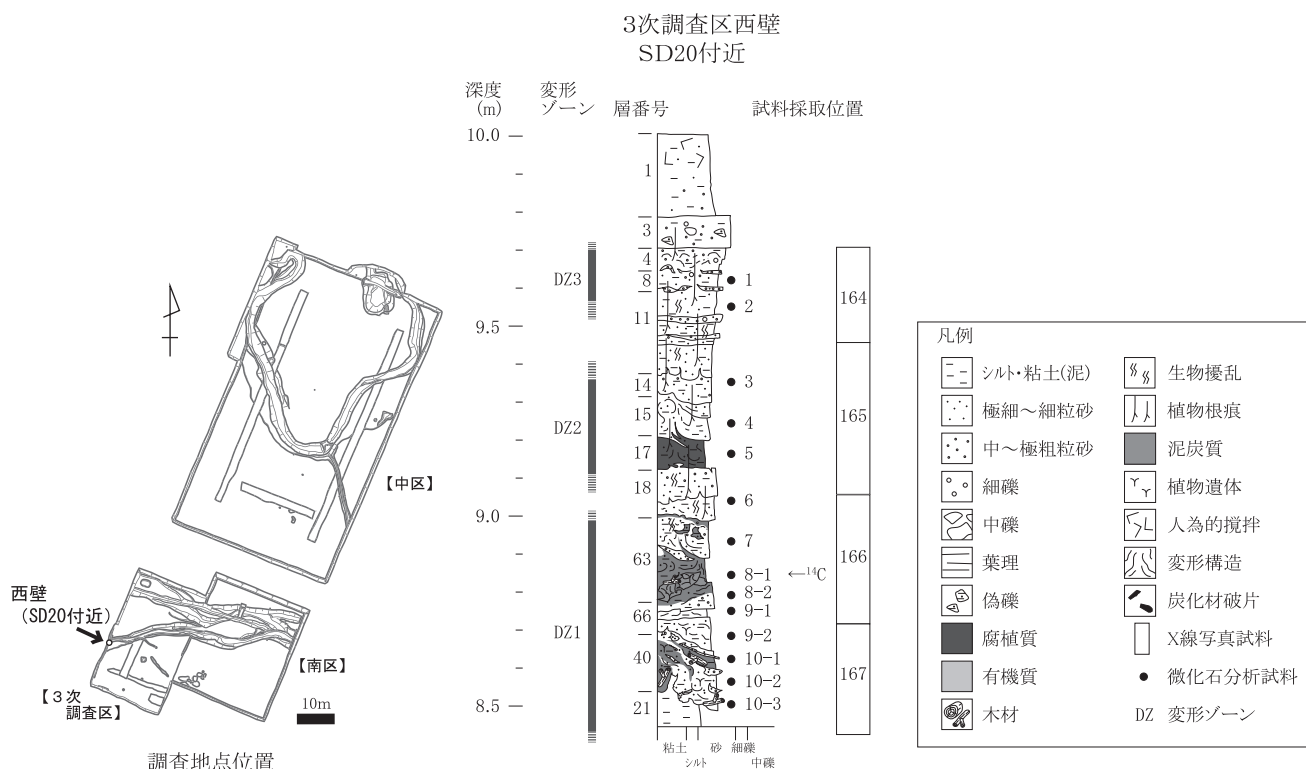 3次調査区西壁
SD20付近
深度
(m)
変形
ゾーン
層番号
試料採取位置
10.0
9.5
9.0
8.5
DZ3
DZ2
DZ1
1
3
4
8
11
14
15
17
18
63
66
40
21
1
2
3
4
5
6
7
8-1
←¹⁴C
8-2
9-1
9-2
10-1
10-2
10-3
164
165
166
167
粘土
シルト
砂
細礫
中礫
【中区】
西壁
(SD20付近)
【南区】
【3次
調査区】
10m
調査地点位置
凡例
シルト・粘土(泥)
極細～細粒砂
中～極粗粒砂
細礫
中礫
葉理
偽礫
腐植質
有機質
木材
生物擾乱
植物根痕
泥炭質
植物遺体
人為的撹拌
変形構造
炭化材破片
X線写真試料
微化石分析試料
DZ 変形ゾーン